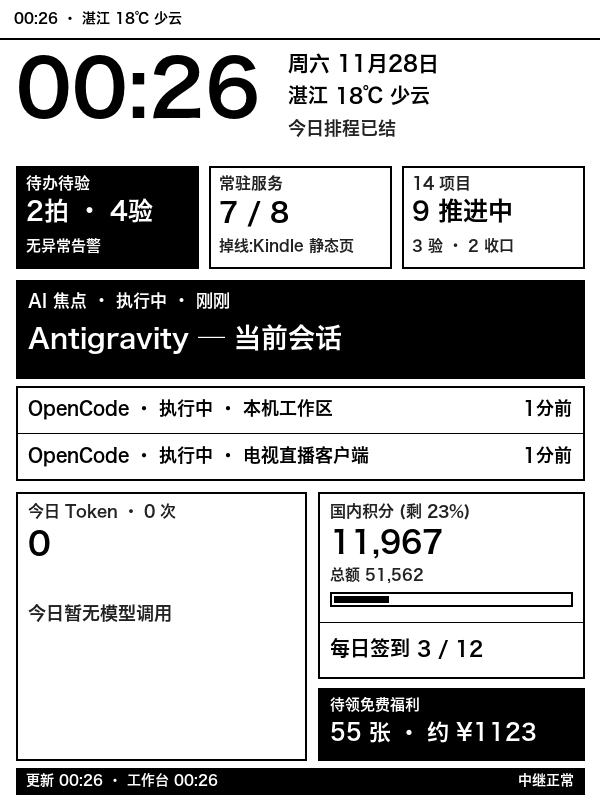 00:26 · 湛江 18℃ 少云
00:26
周六 11月28日
湛江 18℃ 少云
今日排程已结
待办待验
2拍 · 4验
无异常告警
常驻服务
7 / 8
掉线:Kindle 静态页
14 项目
9 推进中
3 验 · 2 收口
AI 焦点 · 执行中 · 刚刚
Antigravity — 当前会话
OpenCode · 执行中 · 本机工作区 1分前
OpenCode · 执行中 · 电视直播客户端 1分前
今日 Token · 0 次
0
今日暂无模型调用
国内积分 (剩 23%)
11,967
总额 51,562
每日签到 3 / 12
待领免费福利
55 张 · 约 ¥1123
更新 00:26 · 工作台 00:26 中继正常